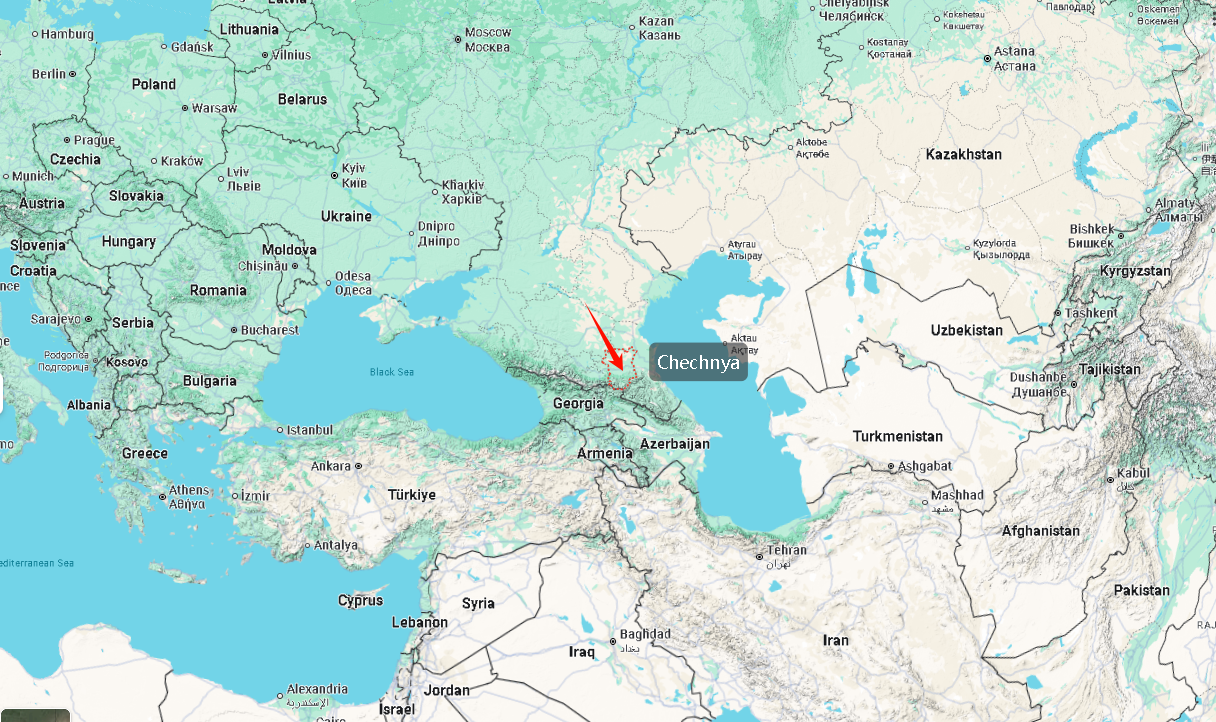 Latvia
Hamburg
Gdańsk
Lithuania
Vilnius
Moscow
Москва
Kazan
Казань
Chelyabinsk
Челябинск
Kokshetau
Көкшетау
Павлодар
Oskemen
Өскемен
Kostanay
Қостанай
Astana
Астана
Berlin
Poland
Warsaw
Belarus
Prague
Czechia
Kraków
Lviv
Львів
Kyiv
Київ
Kharkiv
Харків
Aktobe
Ақтөбе
Kazakhstan
Munich
Austria
Slovakia
Ukraine
Dnipro
Дніпро
Almaty
Алматы
Slovenia
Hungary
Moldova
Chișinău
Atyrau
Атырау
Kyzylorda
Қызылорда
Bishkek
Бишкек
Croatia
Romania
Odesa
Одеса
Kyrgyzstan
Sarajevo
Serbia
Bucharest
Tashkent
Uzbekistan
Aktau
Ақтау
Podgorica
Подгорица
Kosovo
Black Sea
Chechnya
Bulgaria
Dushanbe
Душанбе
Tajikistan
Albania
Georgia
Istanbul
Greece
Armenia
Azerbaijan
Turkmenistan
Ankara
Ashgabat
Athens
Αθήνα
İzmir
Türkiye
Mashhad
مشهد
Kabul
کابل
Afghanistan
Antalya
Tehran
تهران
editerranean Sea
Cyprus
Syria
Pakistan
Lebanon
Baghdad
بغداد
Iraq
Iran
RAJ
Alexandria
الإسكندرية
Jordan
Israel
Cairo